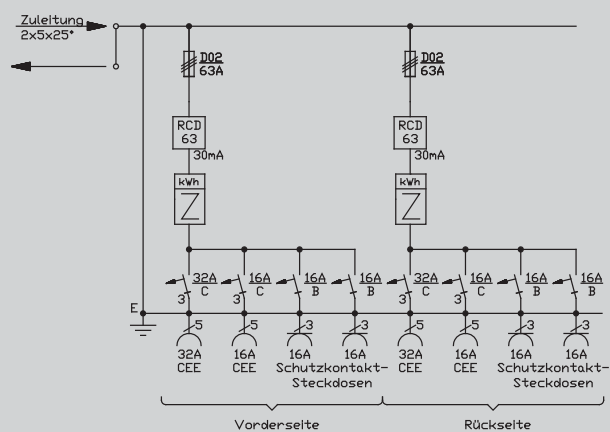 Zuleitung
2x5x25°
D02
63A
D02
63A
RCD
63
30mA
RCD
63
30mA
kWh
Z
kWh
Z
32A
C
3
16A
C
3
16A
B
16A
B
32A
C
3
16A
C
3
16A
B
16A
B
E
5 5 3 3 5 5 3 3
32A 16A 16A 16A 32A 16A 16A 16A
CEE CEE Schutzkontakt- CEE CEE Schutzkontakt-
Steckdosen Steckdosen
Vorderseite Rückseite